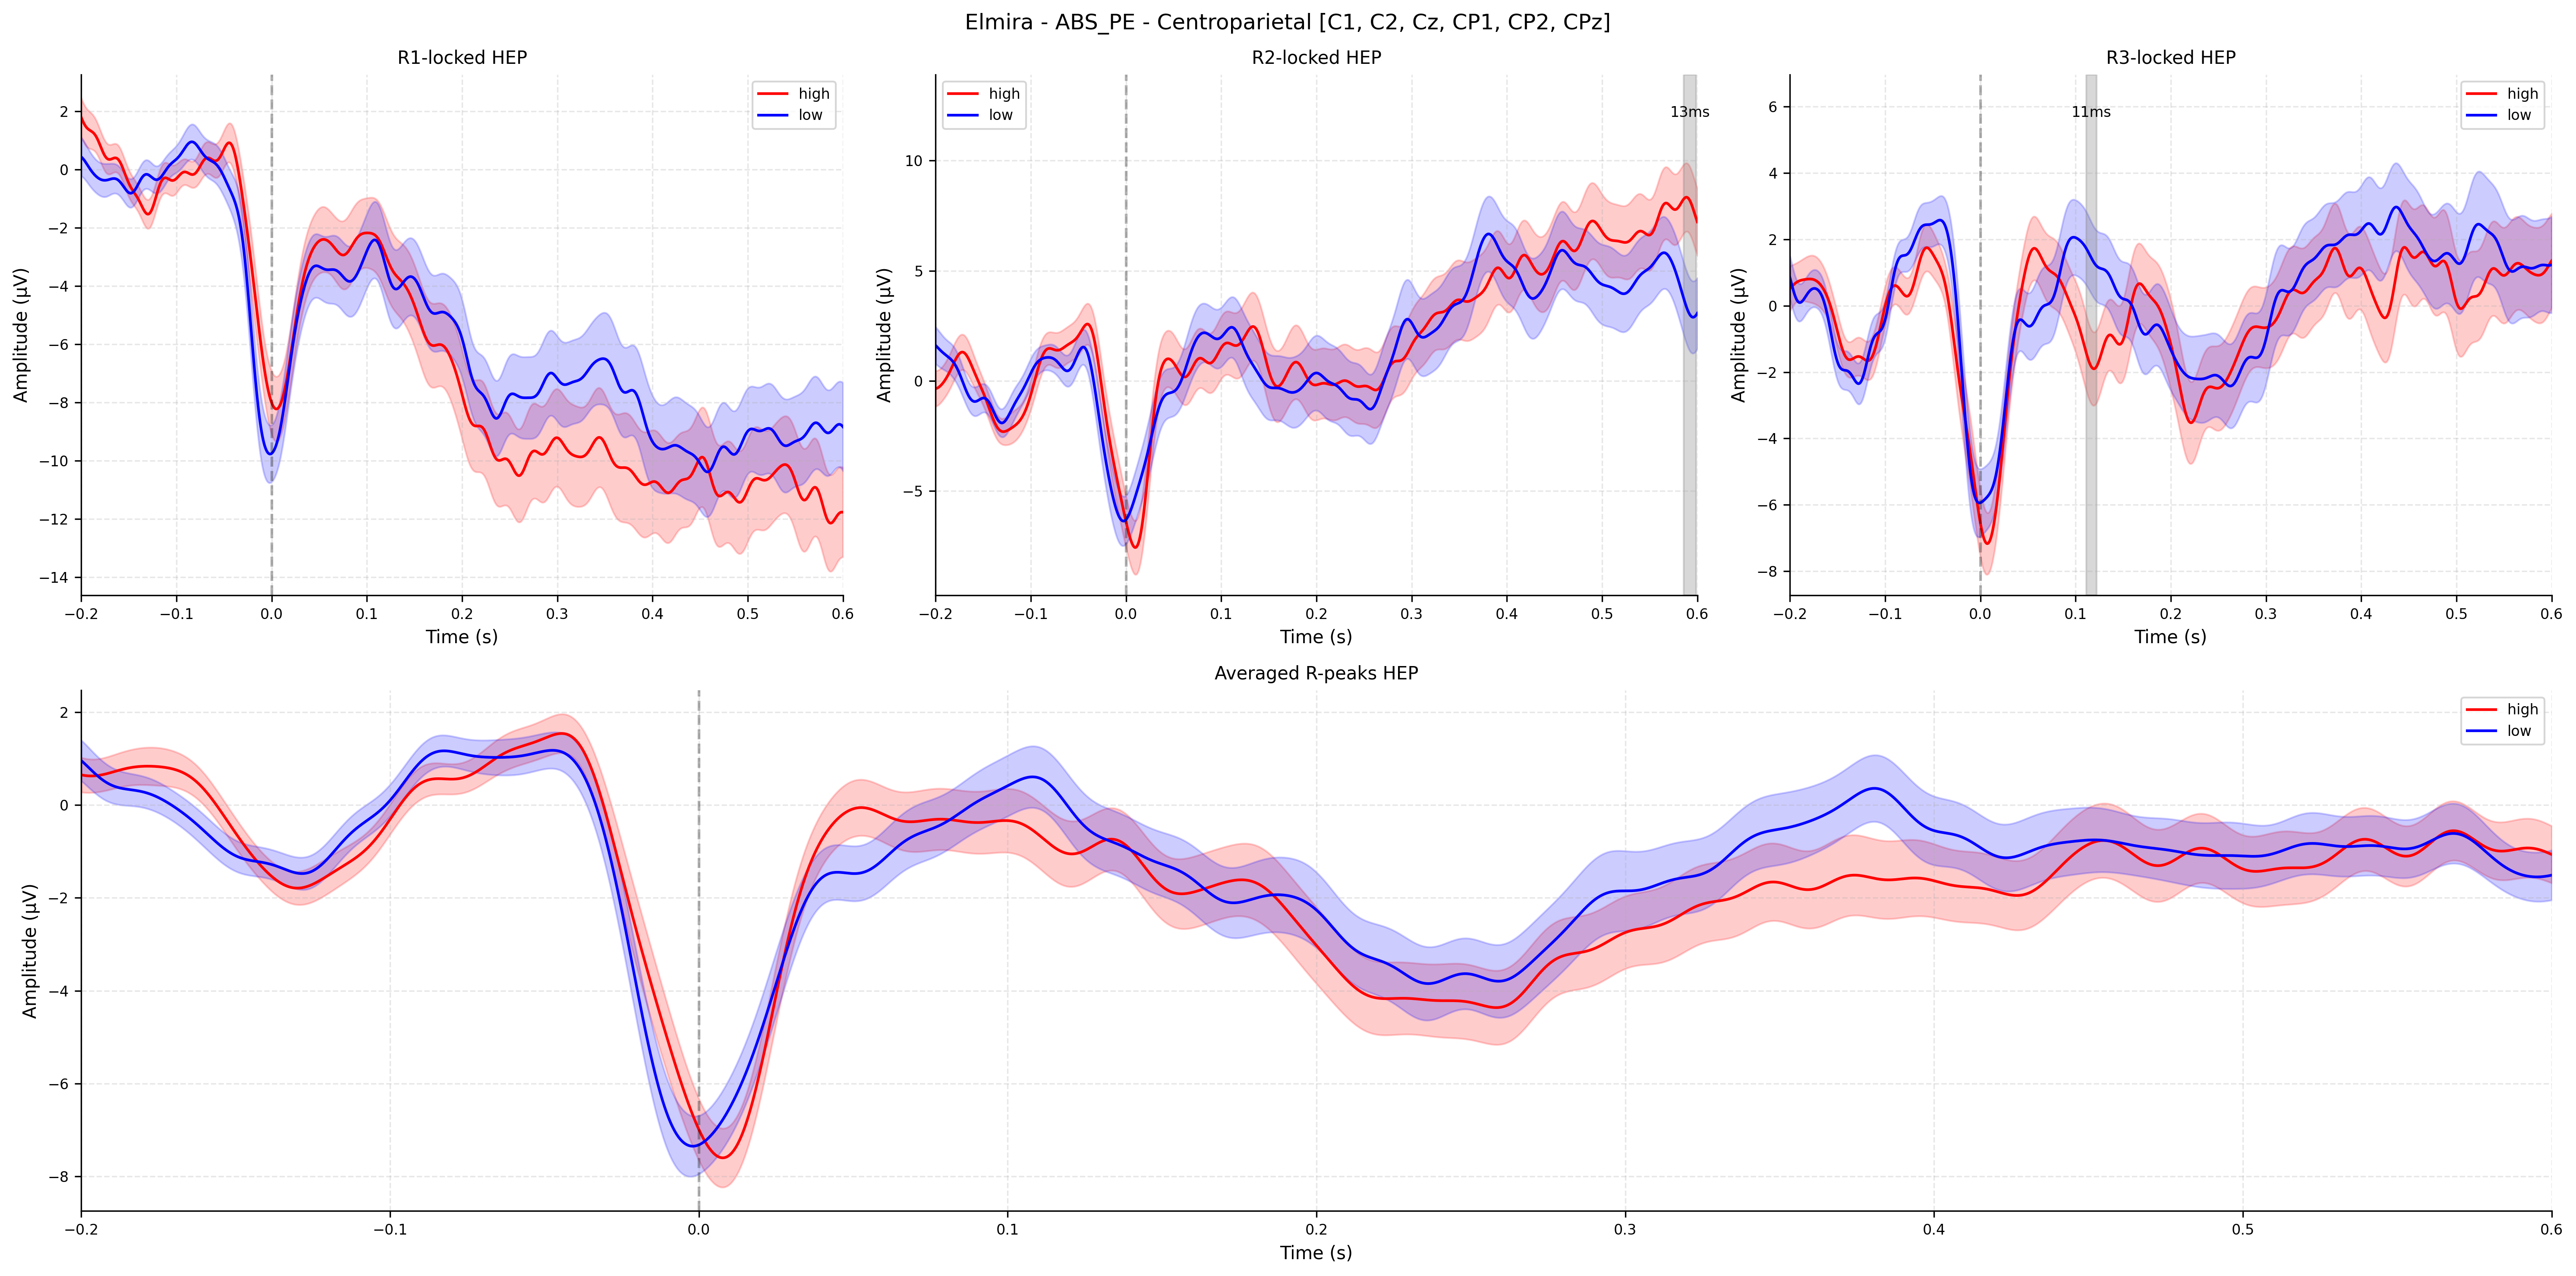 Elmira - ABS_PE - Centroparietal [C1, C2, Cz, CP1, CP2, CPz]
R1-locked HEP
high
low
2
0
−2
−4
−6
−8
−10
−12
−14
Amplitude (µV)
−0.2
−0.1
0.0
0.1
0.2
0.3
0.4
0.5
0.6
Time (s)
R2-locked HEP
high
low
13ms
10
5
0
−5
Amplitude (µV)
−0.2
−0.1
0.0
0.1
0.2
0.3
0.4
0.5
0.6
Time (s)
R3-locked HEP
high
low
11ms
6
4
2
0
−2
−4
−6
−8
Amplitude (µV)
−0.2
−0.1
0.0
0.1
0.2
0.3
0.4
0.5
0.6
Time (s)
Averaged R-peaks HEP
high
low
2
0
−2
−4
−6
−8
Amplitude (µV)
−0.2
−0.1
0.0
0.1
0.2
0.3
0.4
0.5
0.6
Time (s)